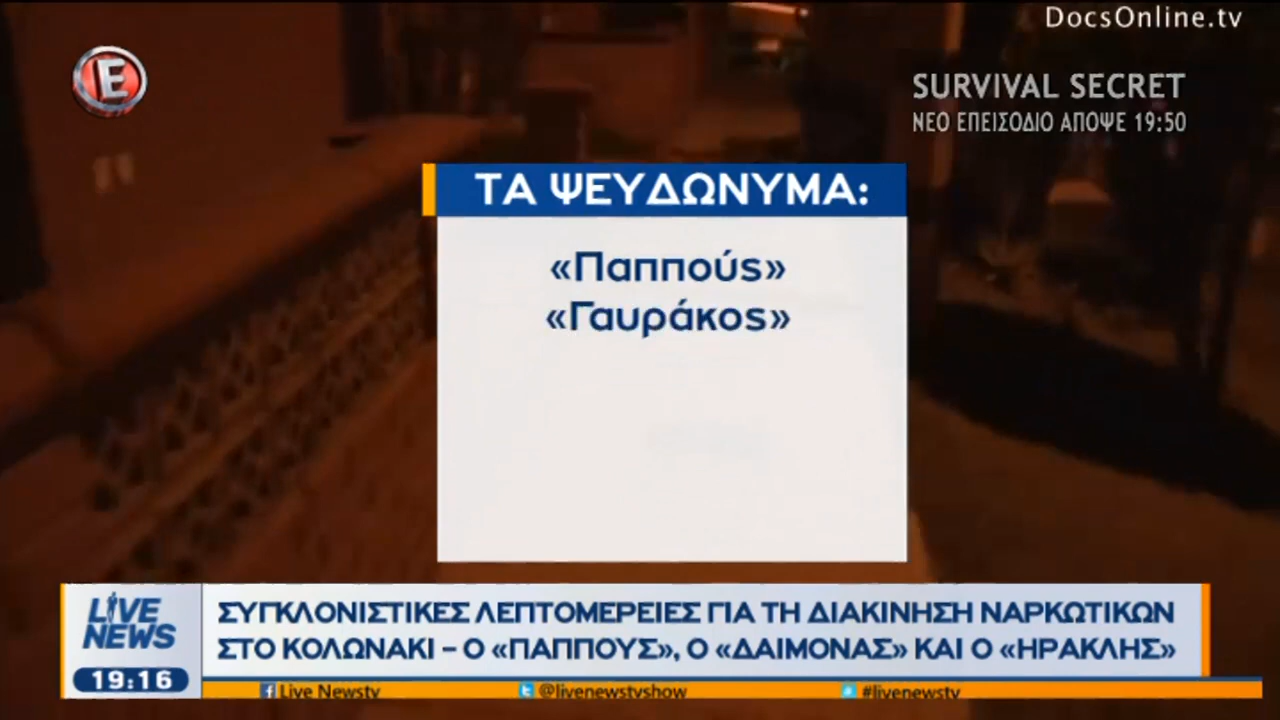 DocsOnline.tv
E
SURVIVAL SECRET
ΝΕΟ ΕΠΕΙΣΟΔΙΟ ΑΠΟΨΕ 19:50
ΤΑ ΨΕΥΔΩΝΥΜΑ:
«Παππούς»
«Γαυράκος»
LIVE
NEWS
ΣΥΓΚΛΟΝΙΣΤΙΚΕΣ ΛΕΠΤΟΜΕΡΕΙΕΣ ΓΙΑ ΤΗ ΔΙΑΚΙΝΗΣΗ ΝΑΡΚΩΤΙΚΩΝ
ΣΤΟ ΚΟΛΩΝΑΚΙ – Ο «ΠΑΠΠΟΥΣ», Ο «ΔΑΙΜΟΝΑΣ» ΚΑΙ Ο «ΗΡΑΚΛΗΣ»
19:16
Live Newstv
@livenewstvshow
#livenewstv